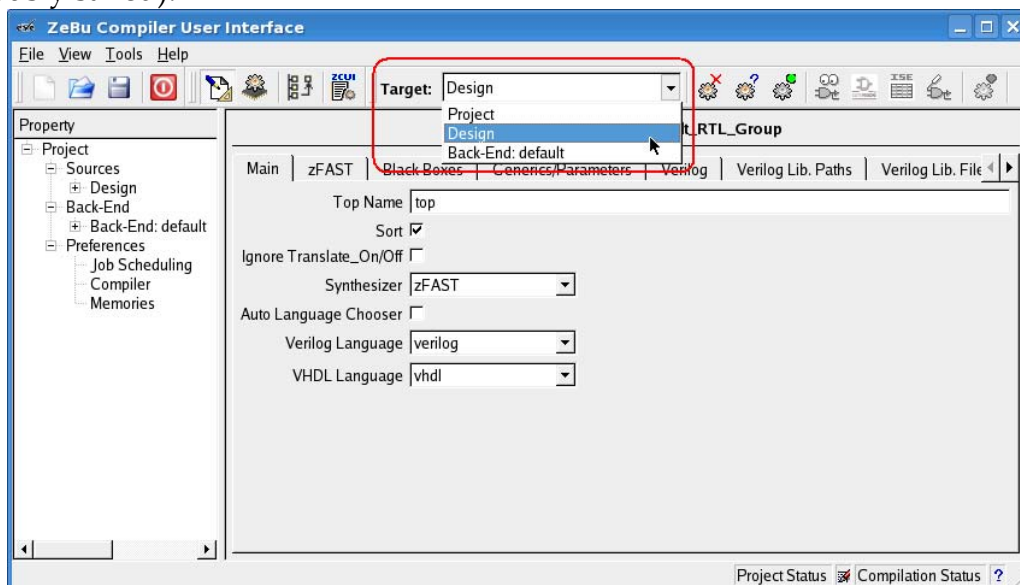 ZeBu Compiler User Interface
File View Tools Help
ZCUI
Target: Design
ISE
Project
Design
Back-End: default
Property
Project
Sources
Design
Back-End
Back-End: default
Preferences
Job Scheduling
Compiler
Memories
RTL_Group
Main zFAST Black Boxes Generics/Parameters Verilog Verilog Lib. Paths Verilog Lib. File
Top Name top
Sort
Ignore Translate_On/Off
Synthesizer zFAST
Auto Language Chooser
Verilog Language verilog
VHDL Language vhdl
Project Status Compilation Status ?